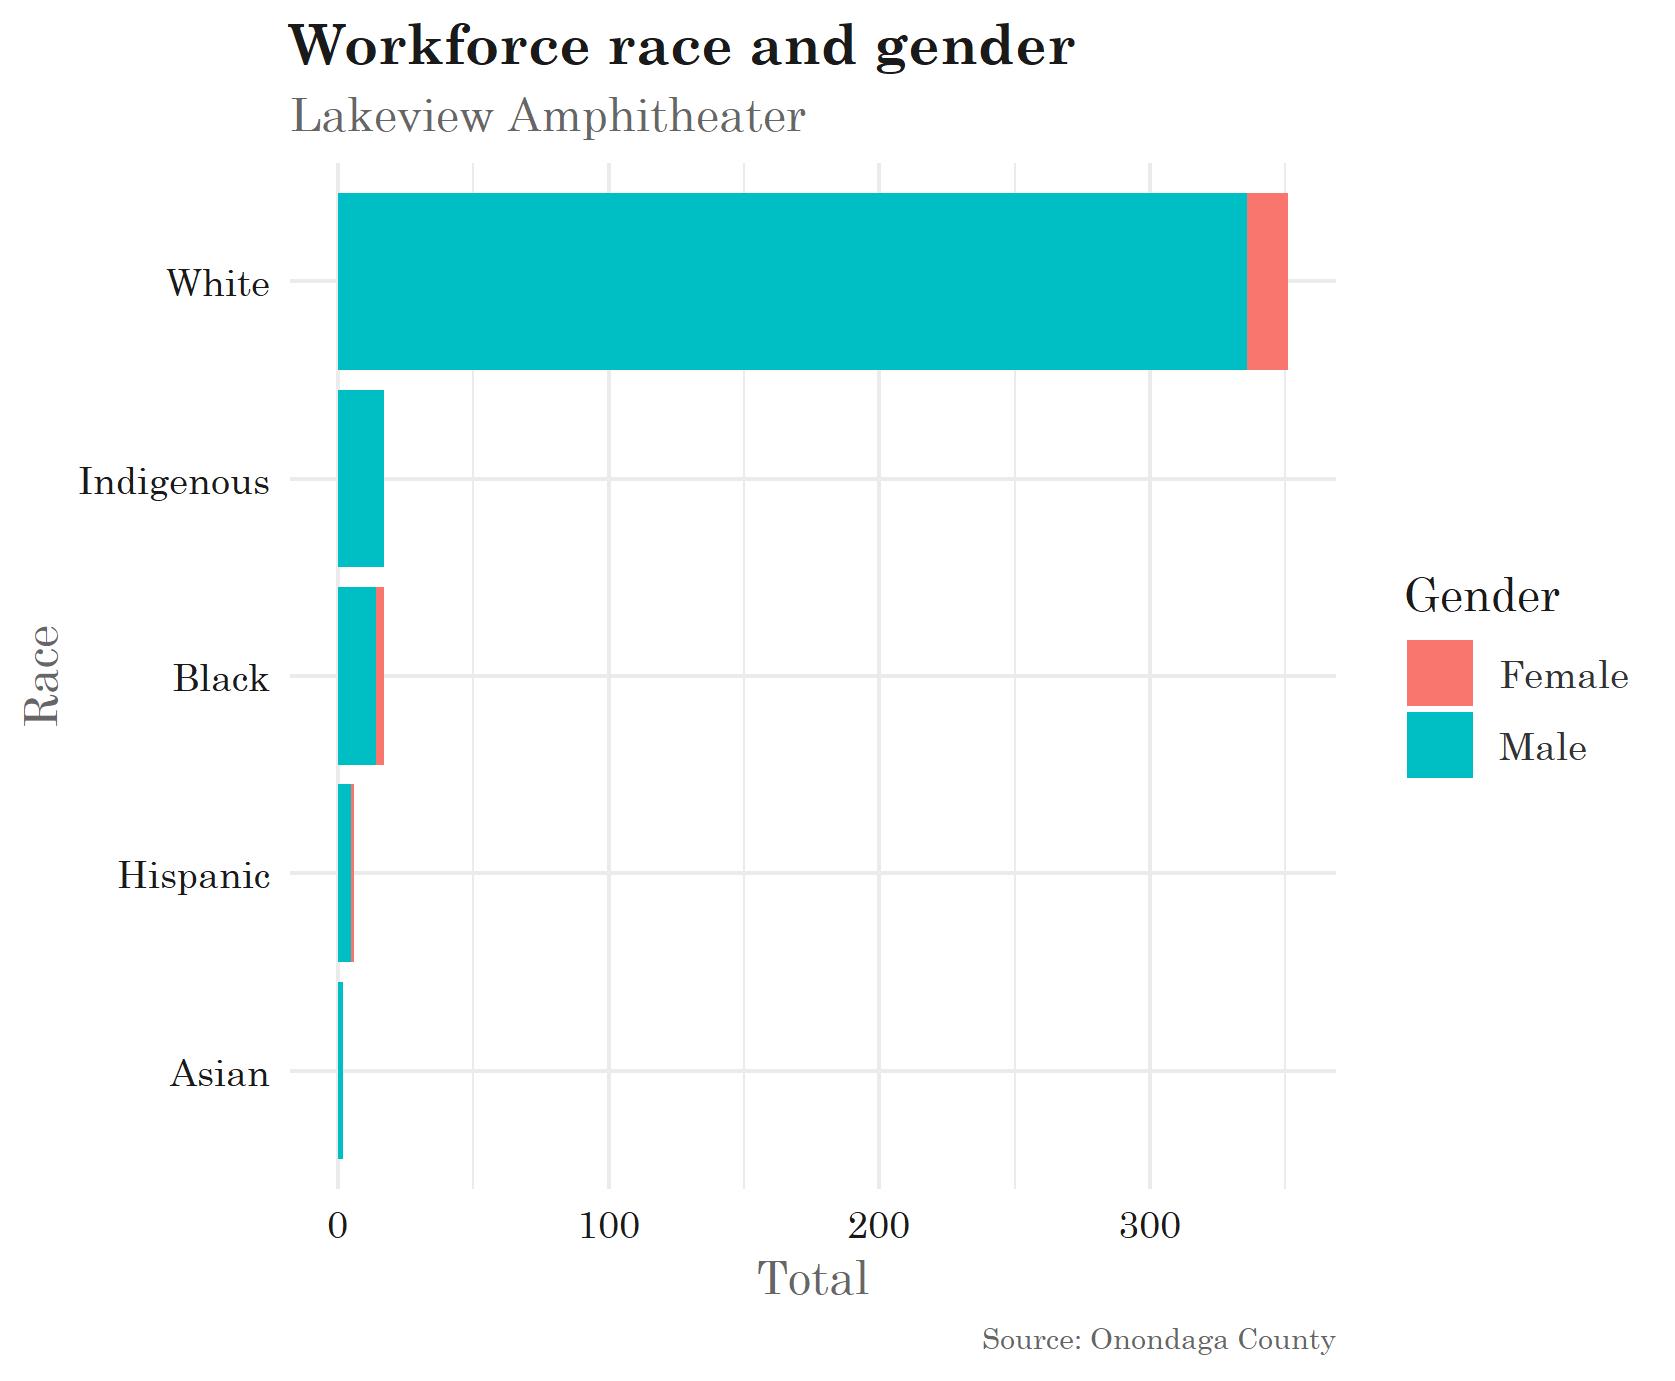 Workforce race and gender
Lakeview Amphitheater
White
Indigenous
Black
Hispanic
Asian
Race
0 100 200 300
Total
Gender
Female
Male
Source: Onondaga County